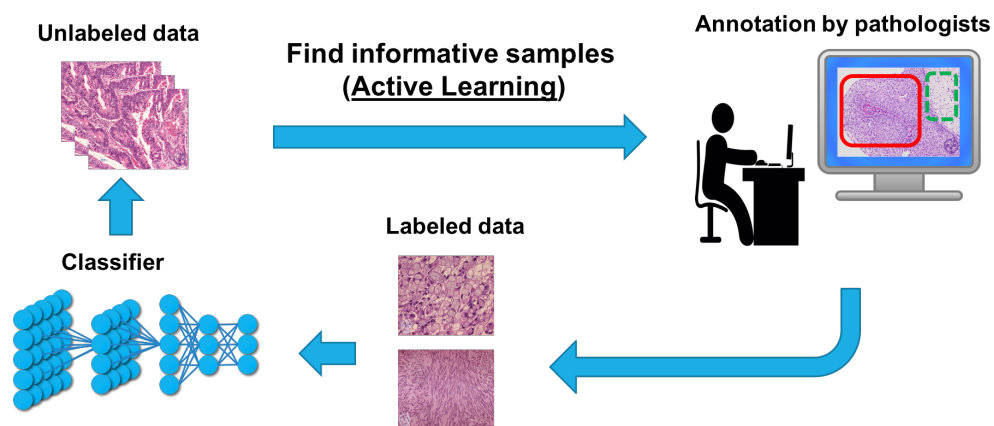 Unlabeled data
Find informative samples
(Active Learning)
Annotation by pathologists
Labeled data
Classifier